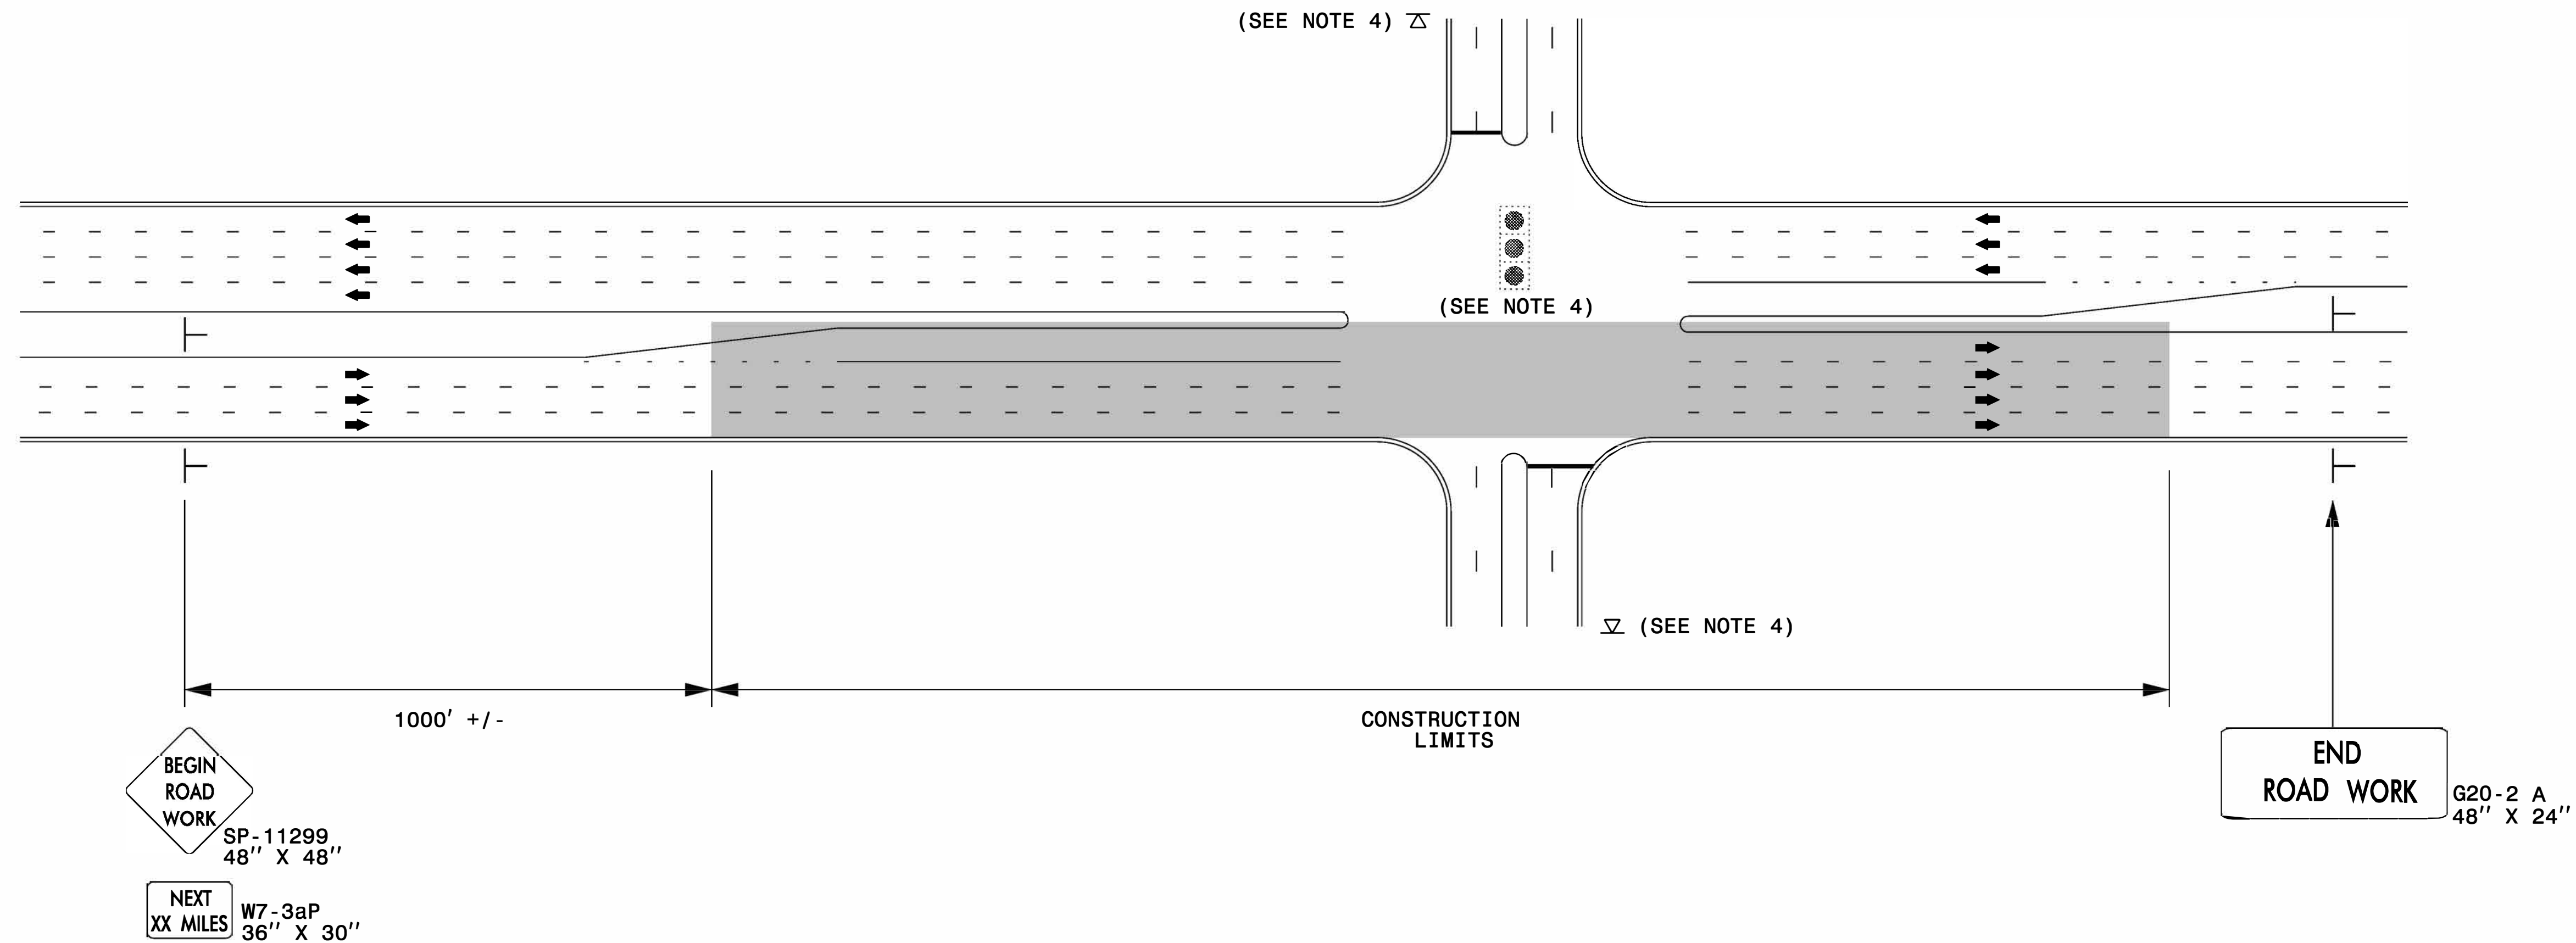 (SEE NOTE 4)
(SEE NOTE 4)
(SEE NOTE 4)
1000' +/-
CONSTRUCTION
LIMITS
BEGIN
ROAD
WORK
SP-11299
48'' X 48''
NEXT
XX MILES
W7-3aP
36'' X 30''
END
ROAD WORK
G20-2 A
48'' X 24''